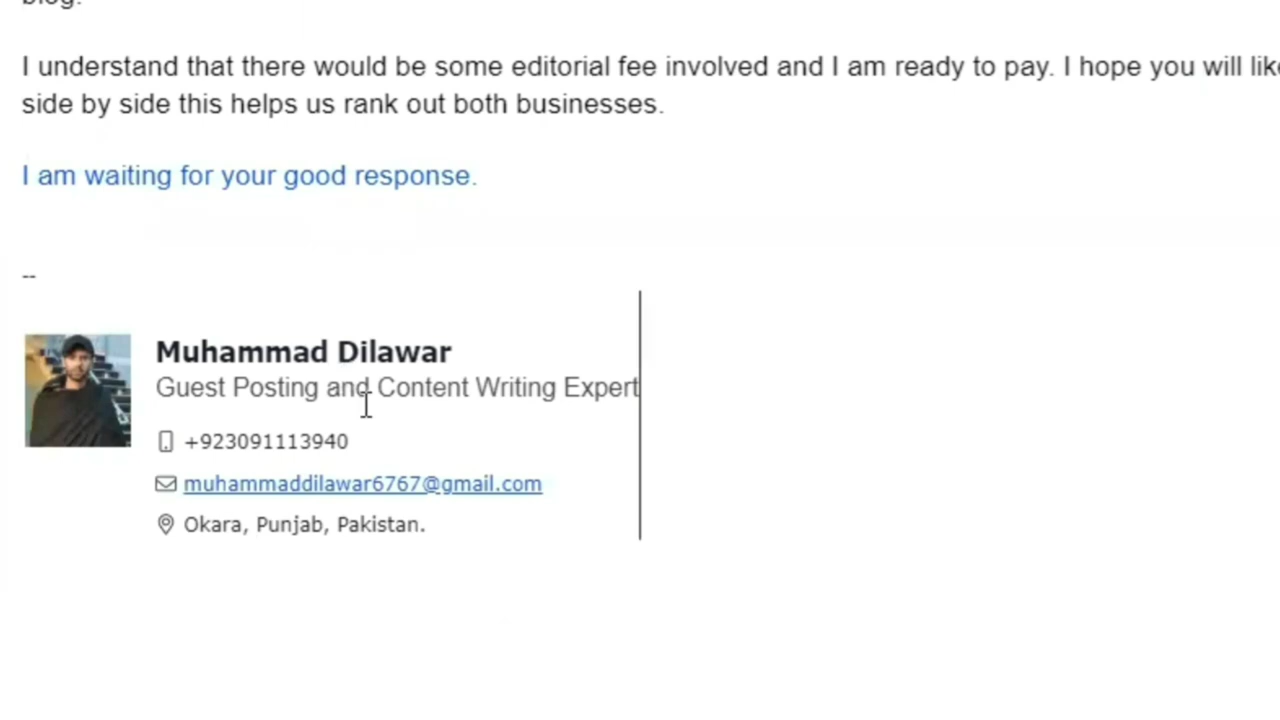 blog.
I understand that there would be some editorial fee involved and I am ready to pay. I hope you will like
side by side this helps us rank out both businesses.
I am waiting for your good response.
--
Muhammad Dilawar
Guest Posting and Content Writing Expert
+923091113940
muhammaddilawar6767@gmail.com
Okara, Punjab, Pakistan.